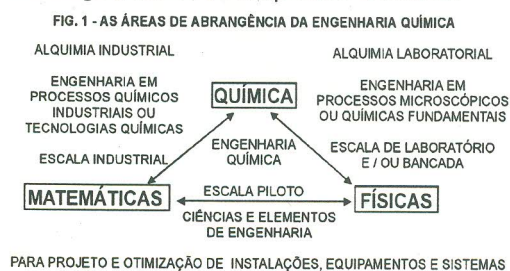 FIG. 1 - AS ÁREAS DE ABRANGÊNCIA DA ENGENHARIA QUÍMICA
ALQUIMIA INDUSTRIAL
ENGENHARIA EM
PROCESSOS QUÍMICOS
INDUSTRIAIS OU
TECNOLOGIAS QUÍMICAS
ESCALA INDUSTRIAL
QUÍMICA
ENGENHARIA
QUÍMICA
ALQUIMIA LABORATORIAL
ENGENHARIA EM
PROCESSOS MICROSCÓPICOS
OU QUÍMICAS FUNDAMENTAIS
ESCALA DE LABORATÓRIO
E / OU BANCADA
MATEMÁTICAS
ESCALA PILOTO
FÍSICAS
CIÊNCIAS E ELEMENTOS
DE ENGENHARIA
PARA PROJETO E OTIMIZAÇÃO DE INSTALAÇÕES, EQUIPAMENTOS E SISTEMAS